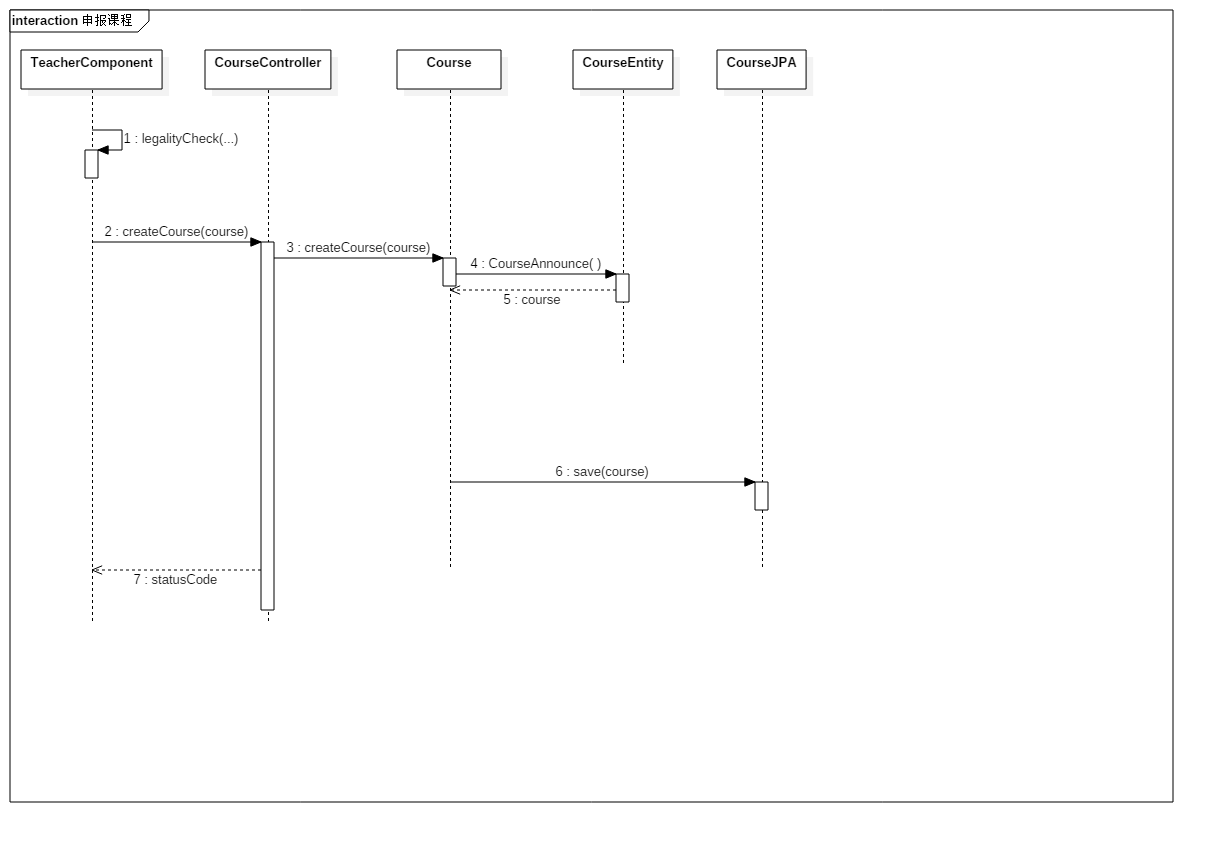 interaction 申报课程
TeacherComponent
CourseController
Course
CourseEntity
CourseJPA
1 : legalityCheck(...)
2 : createCourse(course)
3 : createCourse(course)
4 : CourseAnnounce( )
5 : course
6 : save(course)
7 : statusCode